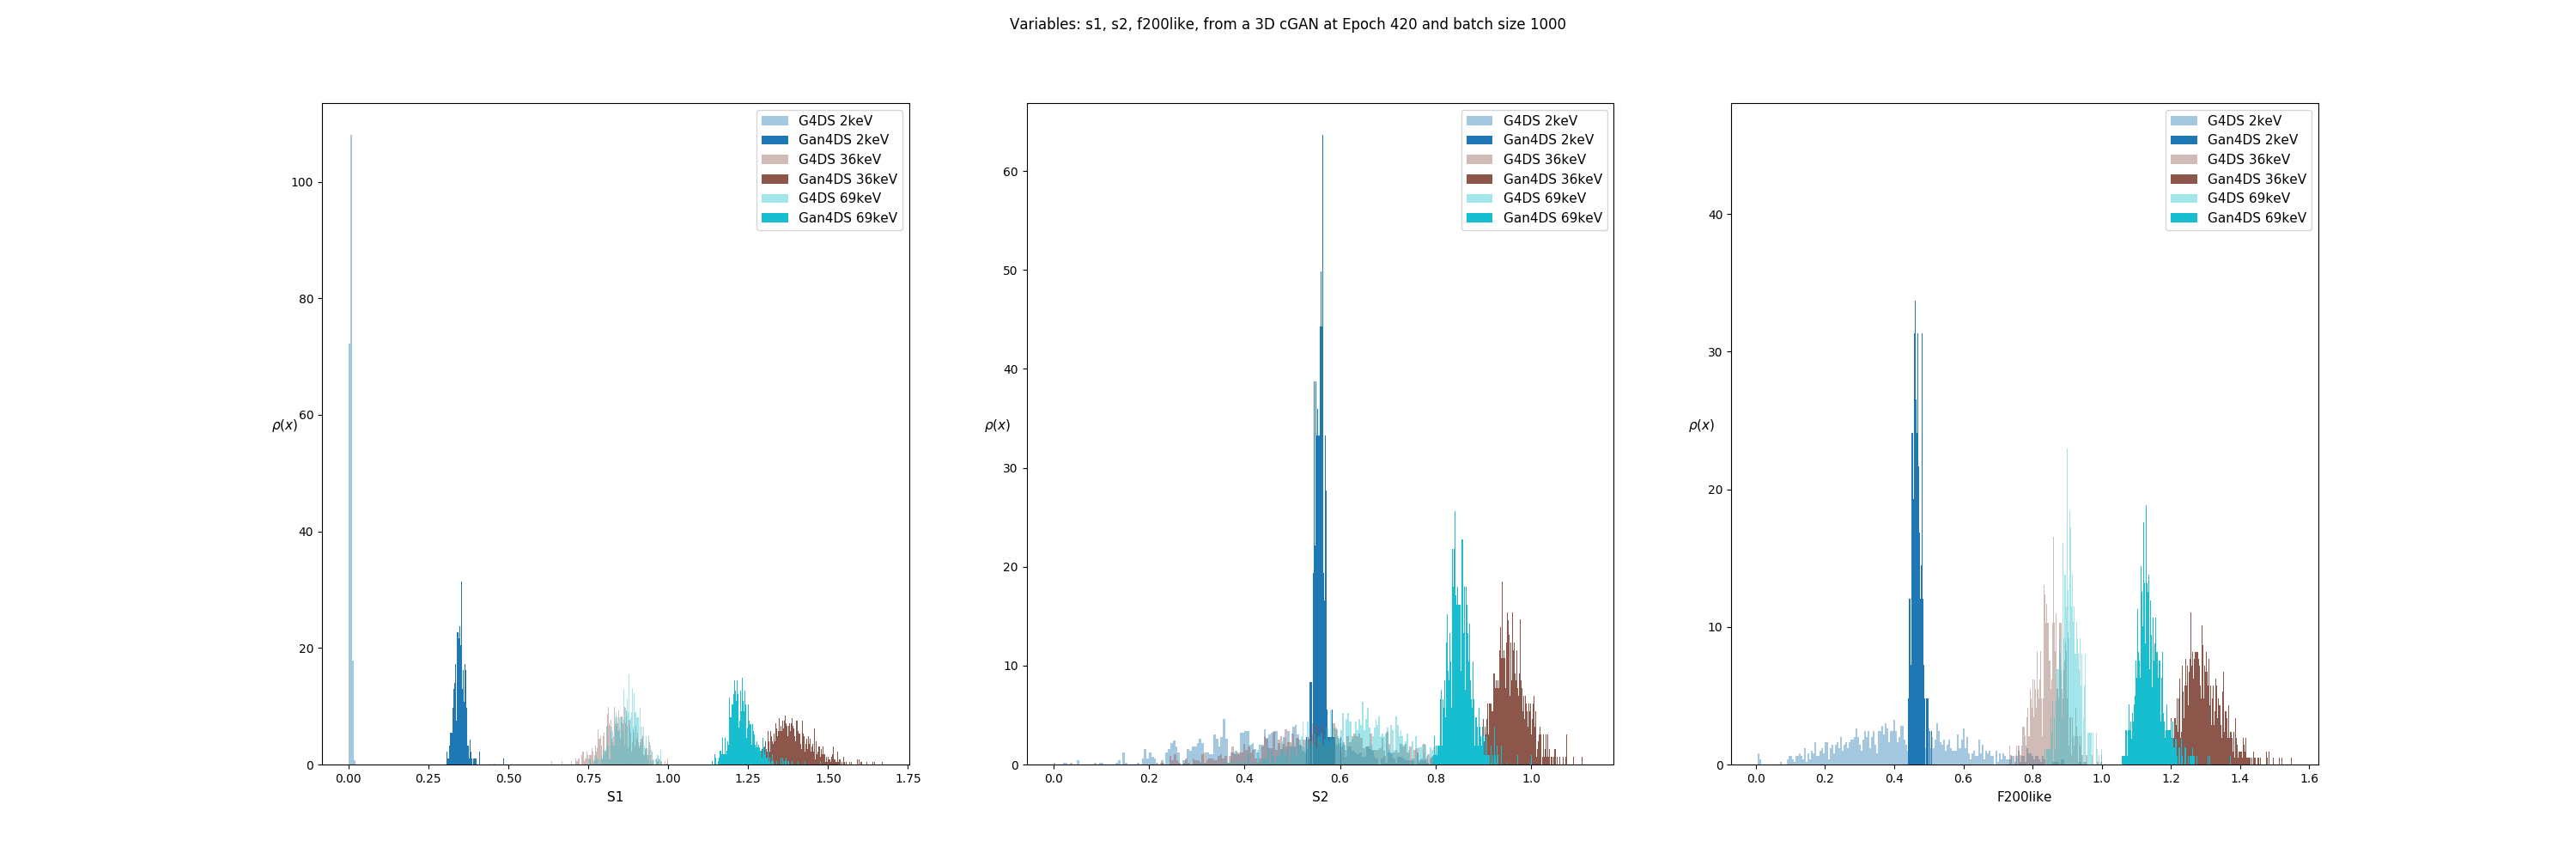 Variables: s1, s2, f200like, from a 3D cGAN at Epoch 420 and batch size 1000
G4DS 2keV
Gan4DS 2keV
G4DS 36keV
Gan4DS 36keV
G4DS 69keV
Gan4DS 69keV
100
80
60
40
20
0
ρ(x)
0.00 0.25 0.50 0.75 1.00 1.25 1.50 1.75
S1
G4DS 2keV
Gan4DS 2keV
G4DS 36keV
Gan4DS 36keV
G4DS 69keV
Gan4DS 69keV
60
50
40
30
20
10
0
ρ(x)
0.0 0.2 0.4 0.6 0.8 1.0
S2
G4DS 2keV
Gan4DS 2keV
G4DS 36keV
Gan4DS 36keV
G4DS 69keV
Gan4DS 69keV
40
30
20
10
0
ρ(x)
0.0 0.2 0.4 0.6 0.8 1.0 1.2 1.4 1.6
F200like